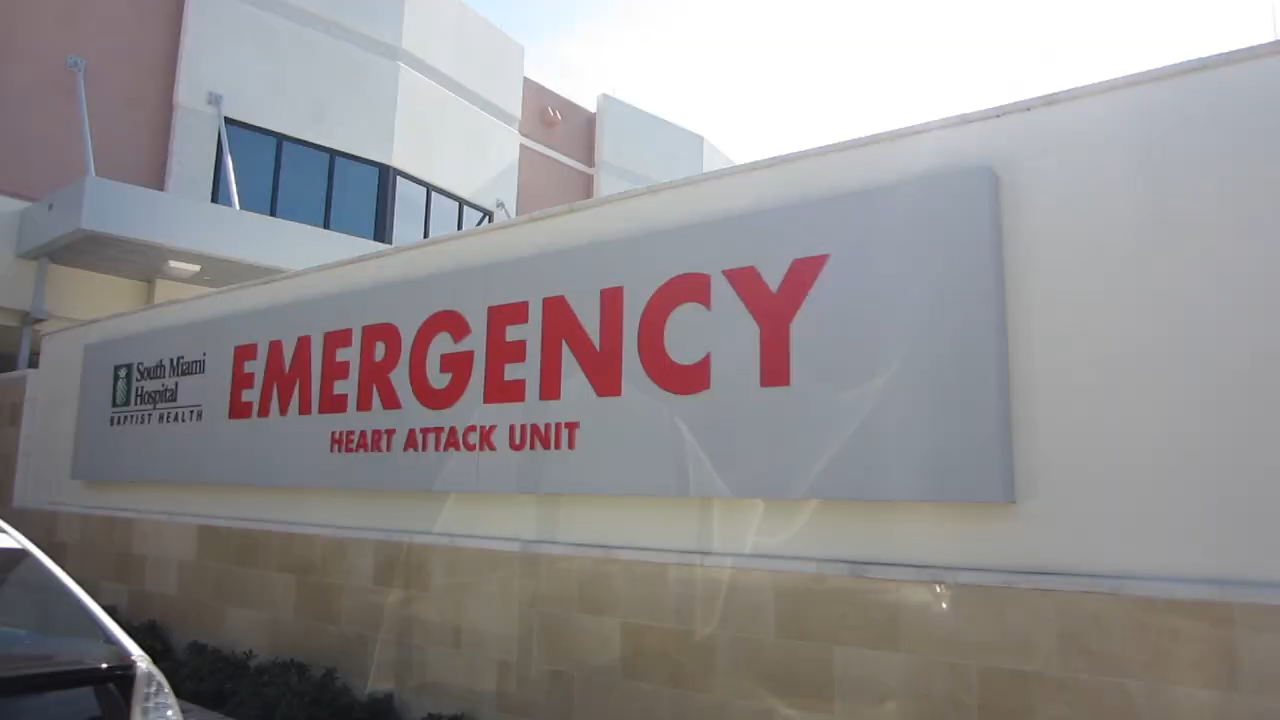 South Miami
Hospital
BAPTIST HEALTH
EMERGENCY
HEART ATTACK UNIT